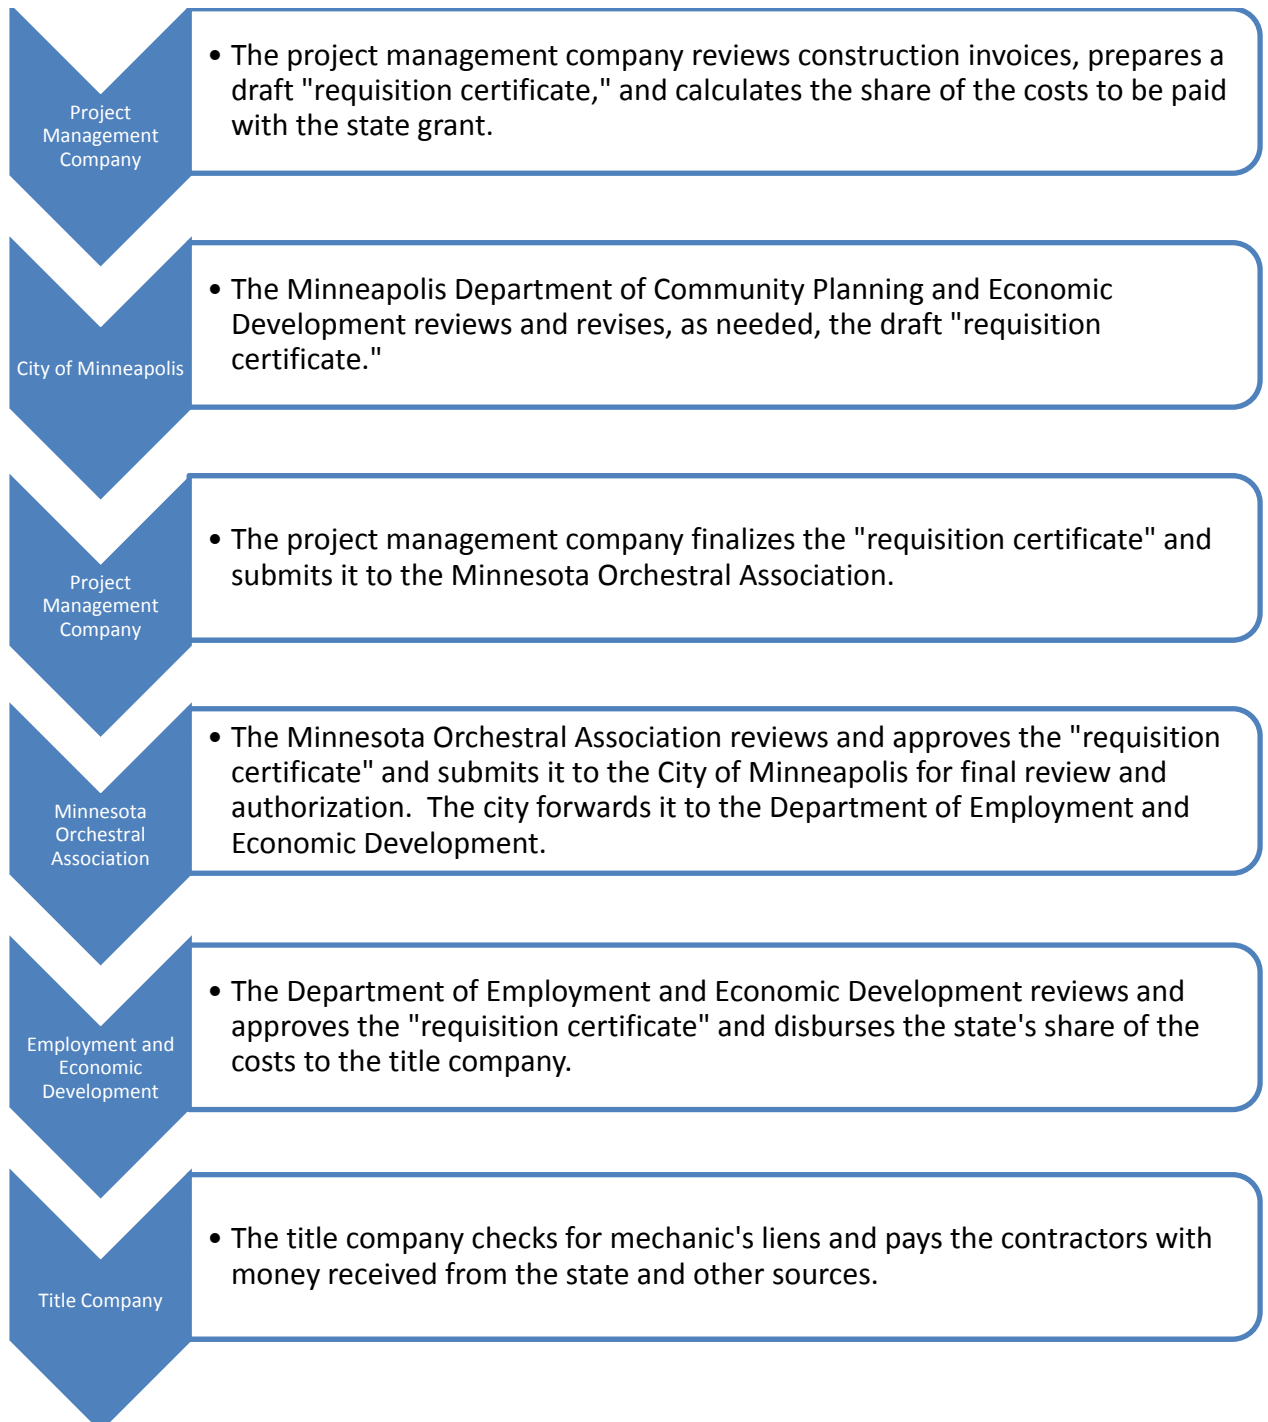 Project
Management
Company
• The project management company reviews construction invoices, prepares a
draft "requisition certificate," and calculates the share of the costs to be paid
with the state grant.
City of Minneapolis
• The Minneapolis Department of Community Planning and Economic
Development reviews and revises, as needed, the draft "requisition
certificate."
Project
Management
Company
• The project management company finalizes the "requisition certificate" and
submits it to the Minnesota Orchestral Association.
Minnesota
Orchestral
Association
• The Minnesota Orchestral Association reviews and approves the "requisition
certificate" and submits it to the City of Minneapolis for final review and
authorization.  The city forwards it to the Department of Employment and
Economic Development.
Employment and
Economic
Development
• The Department of Employment and Economic Development reviews and
approves the "requisition certificate" and disburses the state's share of the
costs to the title company.
Title Company
• The title company checks for mechanic's liens and pays the contractors with
money received from the state and other sources.